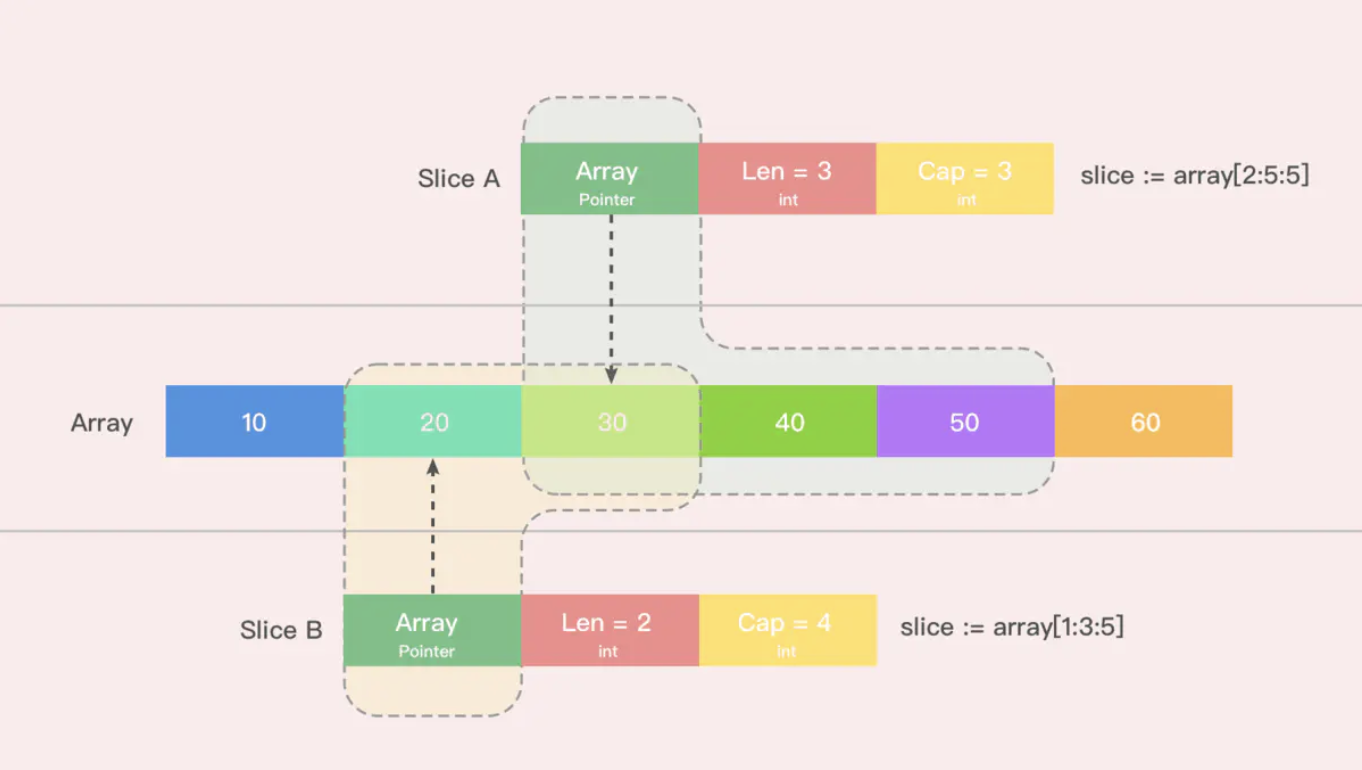 Slice A
Array
Pointer
Len = 3
int
Cap = 3
int
slice := array[2:5:5]
Array
10
20
30
40
50
60
Slice B
Array
Pointer
Len = 2
int
Cap = 4
int
slice := array[1:3:5]